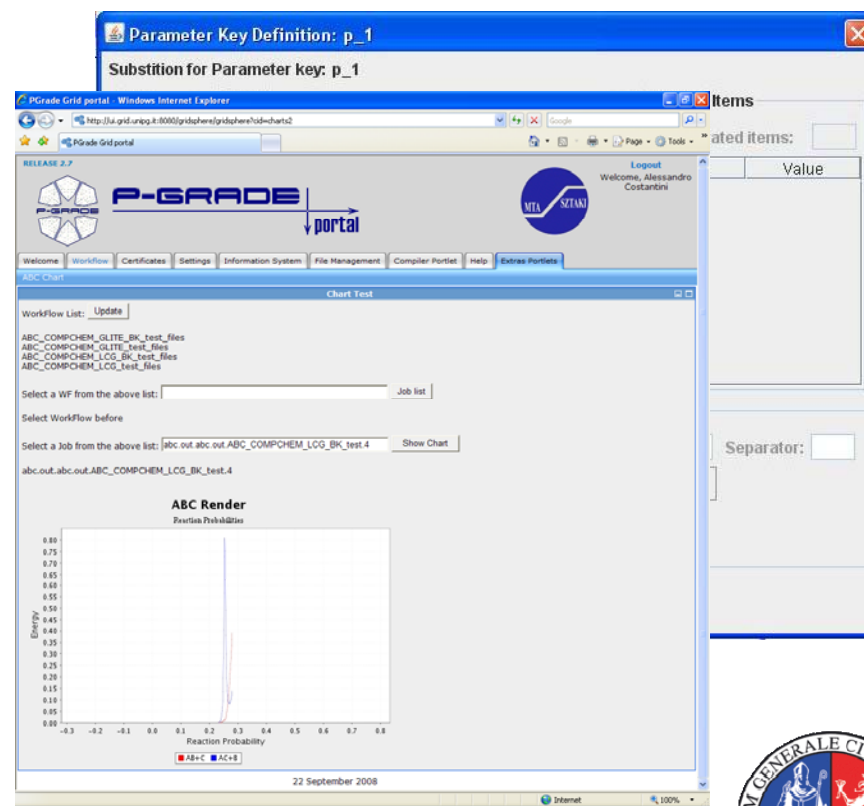 Parameter Key Definition: p_1
Substition for Parameter key: p_1
Items
ated items:
Value
Separator:
PGrade Grid portal - Windows Internet Explorer
http://ui.grid.unipg.it:8080/gridsphere/gridsphere?cid=charts2
Google
PGrade Grid portal
Page Tools
RELEASE 2.7
Logout
Welcome, Alessandro
Costantini
P-GRADE
P-GRADE
portal
MTA SZTAKI
Welcome Workflow Certificates Settings Information System File Management Compiler Portlet Help Extras Portlets
ABC Chart
Chart Test
WorkFlow List: Update
ABC_COMPCHEM_GLITE_BK_test_files
ABC_COMPCHEM_GLITE_test_files
ABC_COMPCHEM_LCG_BK_test_files
ABC_COMPCHEM_LCG_test_files
Select a WF from the above list: Job list
Select WorkFlow before
Select a Job from the above list: abc.out.abc.out.ABC_COMPCHEM_LCG_BK_test.4 Show Chart
abc.out.abc.out.ABC_COMPCHEM_LCG_BK_test.4
ABC Render
Reaction Probabilities
0.80
0.75
0.70
0.65
0.60
0.55
0.50
0.45
0.40
0.35
0.30
0.25
0.20
0.15
0.10
0.05
0.00
Energy
-0.3 -0.2 -0.1 0.0 0.1 0.2 0.3 0.4 0.5 0.6 0.7 0.8
Reaction Probability
AB+C AC+B
22 September 2008
Internet 100%
ERALE CI